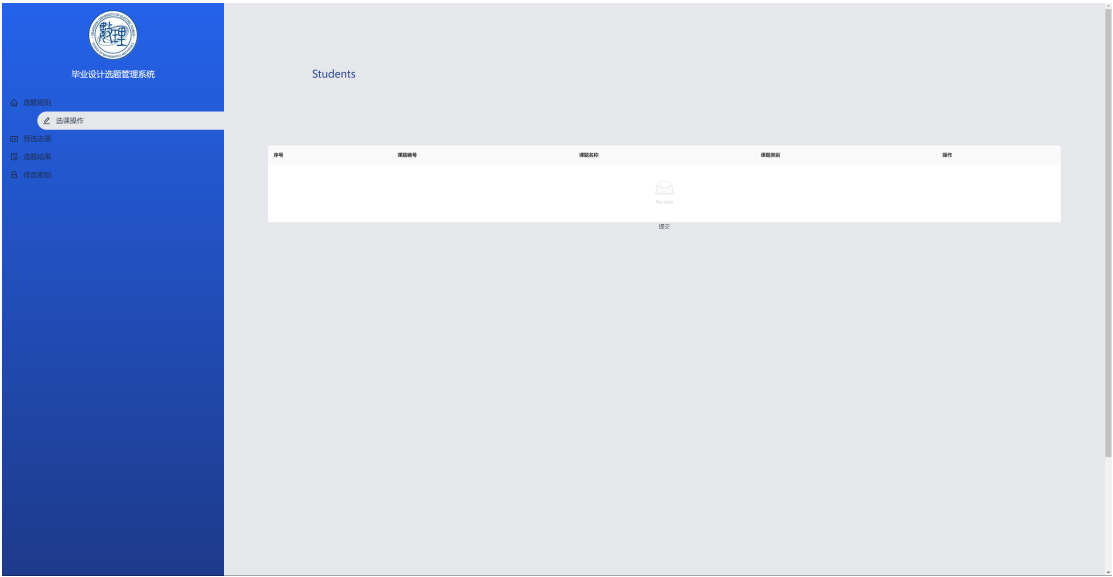 数理
毕业设计选题管理系统
选题规则
选课操作
预选志愿
选题结果
修改密码
Students
序号 课题编号 课题名称 课题类别 操作
No data
提交